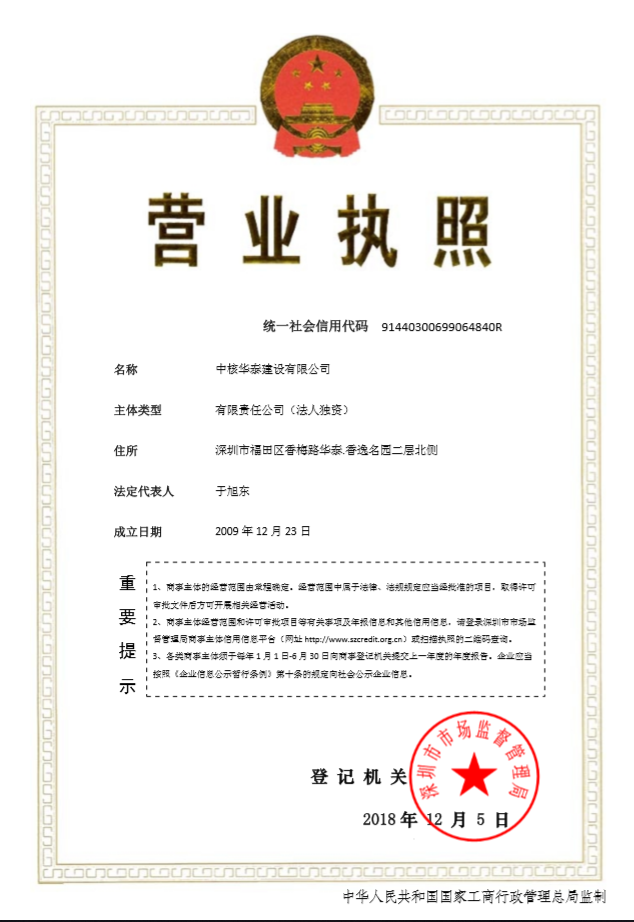 营业执照
统一社会信用代码 91440300699064840R
名称 中核华泰建设有限公司
主体类型 有限责任公司（法人独资）
住所 深圳市福田区香梅路华泰.香逸名园二层北侧
法定代表人 于旭东
成立日期 2009 年 12 月 23 日
重要提示
1、商事主体的经营范围由章程确定。经营范围中属于法律、法规规定应当经批准的项目，取得许可
审批文件后方可开展相关经营活动。
2、商事主体经营范围和许可审批项目等有关事项及年报信息和其他信用信息，请登录深圳市市场监
督管理局商事主体信用信息平台（网址 http://www.szcredit.org.cn）或扫描执照的二维码查询。
3、各类商事主体须于每年 1 月 1 日-6 月 30 日向商事登记机关提交上一年度的年度报告。企业应当
按照《企业信息公示暂行条例》第十条的规定向社会公示企业信息。
深圳市市场监督管理局
登记机关
2018 年 12 月 5 日
中华人民共和国国家工商行政管理总局监制